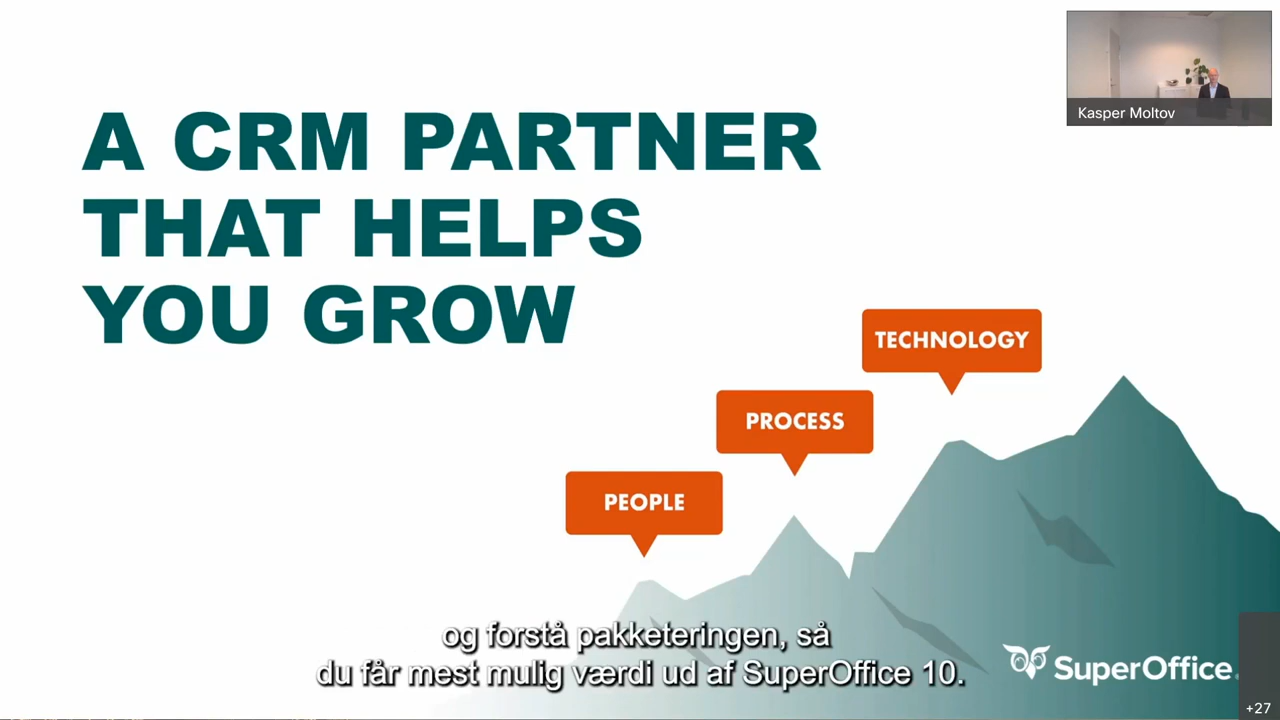 Kasper Moltov
A CRM PARTNER
THAT HELPS
YOU GROW
TECHNOLOGY
PROCESS
PEOPLE
og forstå pakketeringen, så
du får mest mulig værdi ud af SuperOffice 10.
SuperOffice.
+27